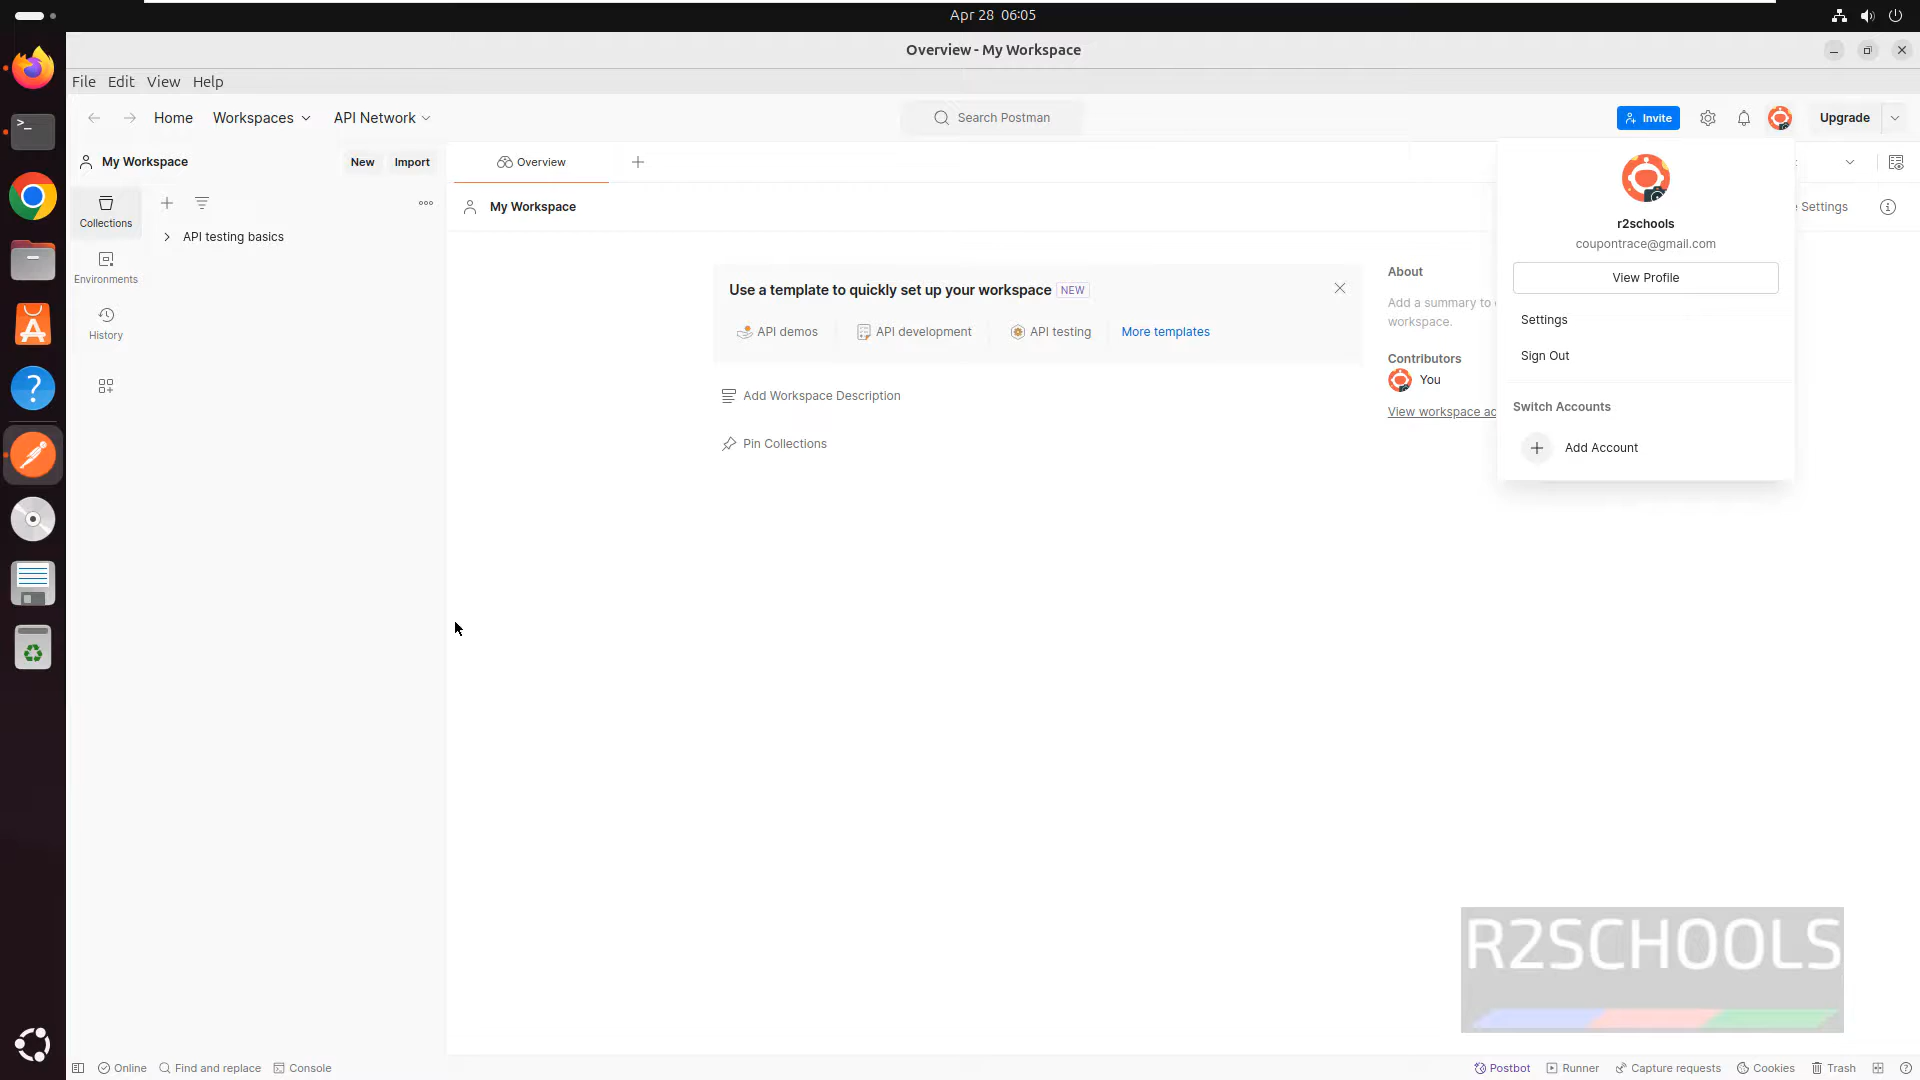 Apr 28 06:05
Overview - My Workspace
File Edit View Help
Home Workspaces API Network
Search Postman
Invite
Upgrade
My Workspace
New Import
Overview
Collections
API testing basics
Environments
History
My Workspace
Settings
Use a template to quickly set up your workspace NEW
API demos API development API testing More templates
Add Workspace Description
Pin Collections
About
Add a summary to
workspace.
Contributors
You
View workspace
r2schools
coupontrace@gmail.com
View Profile
Settings
Sign Out
Switch Accounts
Add Account
R2SCHOOLS
Online Find and replace Console
Postbot Runner Capture requests Cookies Trash